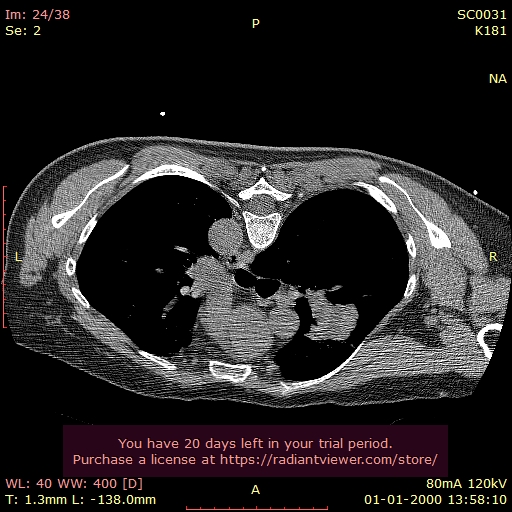 Im: 24/38
Se: 2
P
SC0031
K181
NA
L
R
You have 20 days left in your trial period.
Purchase a license at https://radiantviewer.com/store/
WL: 40 WW: 400 [D]
T: 1.3mm L: -138.0mm
A
80mA 120kV
01-01-2000 13:58:10